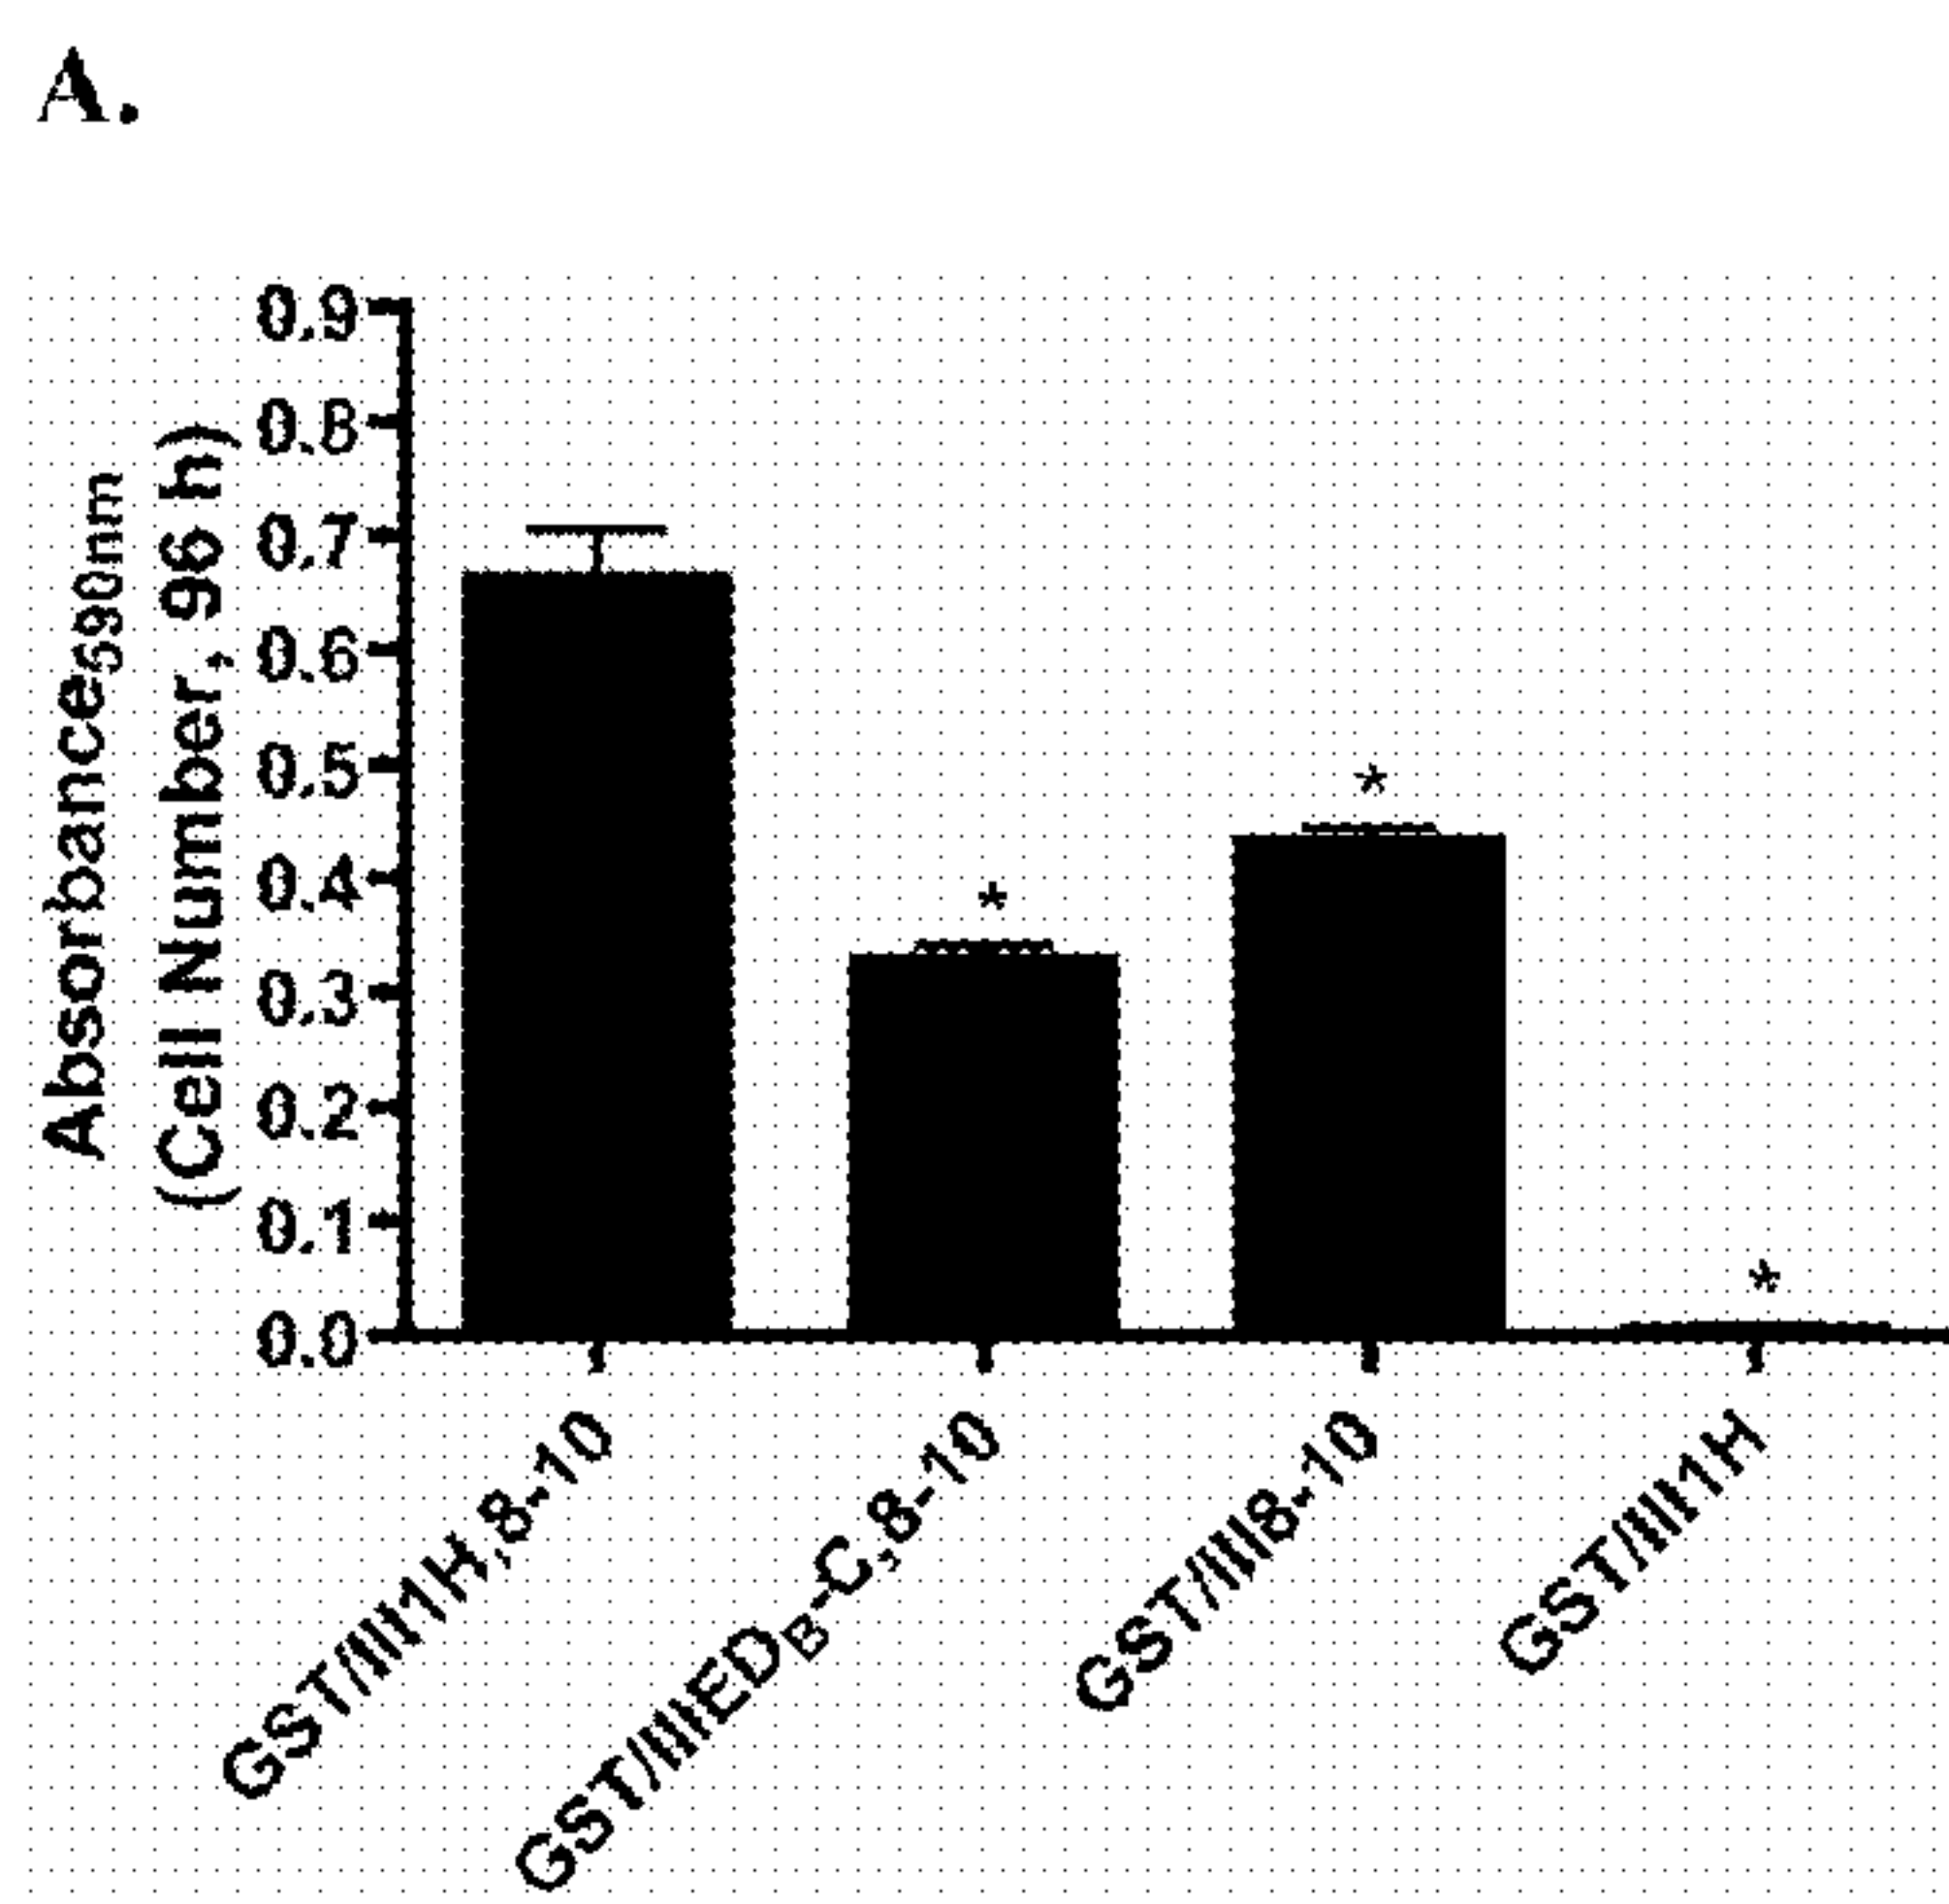 A.
Absorbance590nm
(Cell Number, 96 h)
0.9
0.8
0.7
0.6
0.5
0.4
0.3
0.2
0.1
0.0
*
*
*
GST/III1H,8-10
GST/IIIEDB-C,8-10
GST/III8-10
GST/III1H